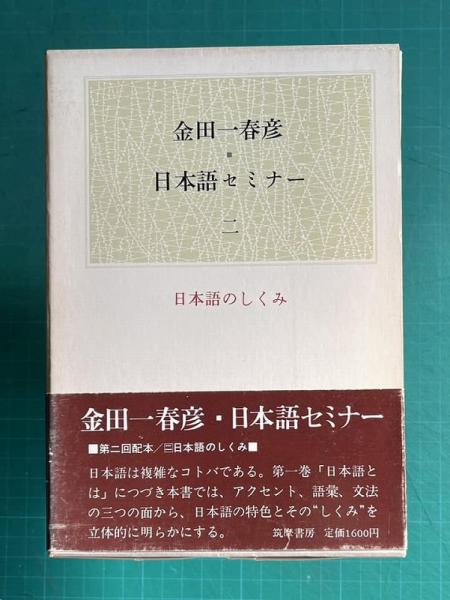 金田一春彦
■
日本語セミナー
二
日本語のしくみ
金田一春彦・日本語セミナー
■第二回配本/㊁日本語のしくみ■
日本語は複雑なコトバである。第一巻「日本語と
は」につづき本書では、アクセント、語彙、文法
の三つの面から、日本語の特色とその“しくみ”を
立体的に明らかにする。
筑摩書房 定価1600円